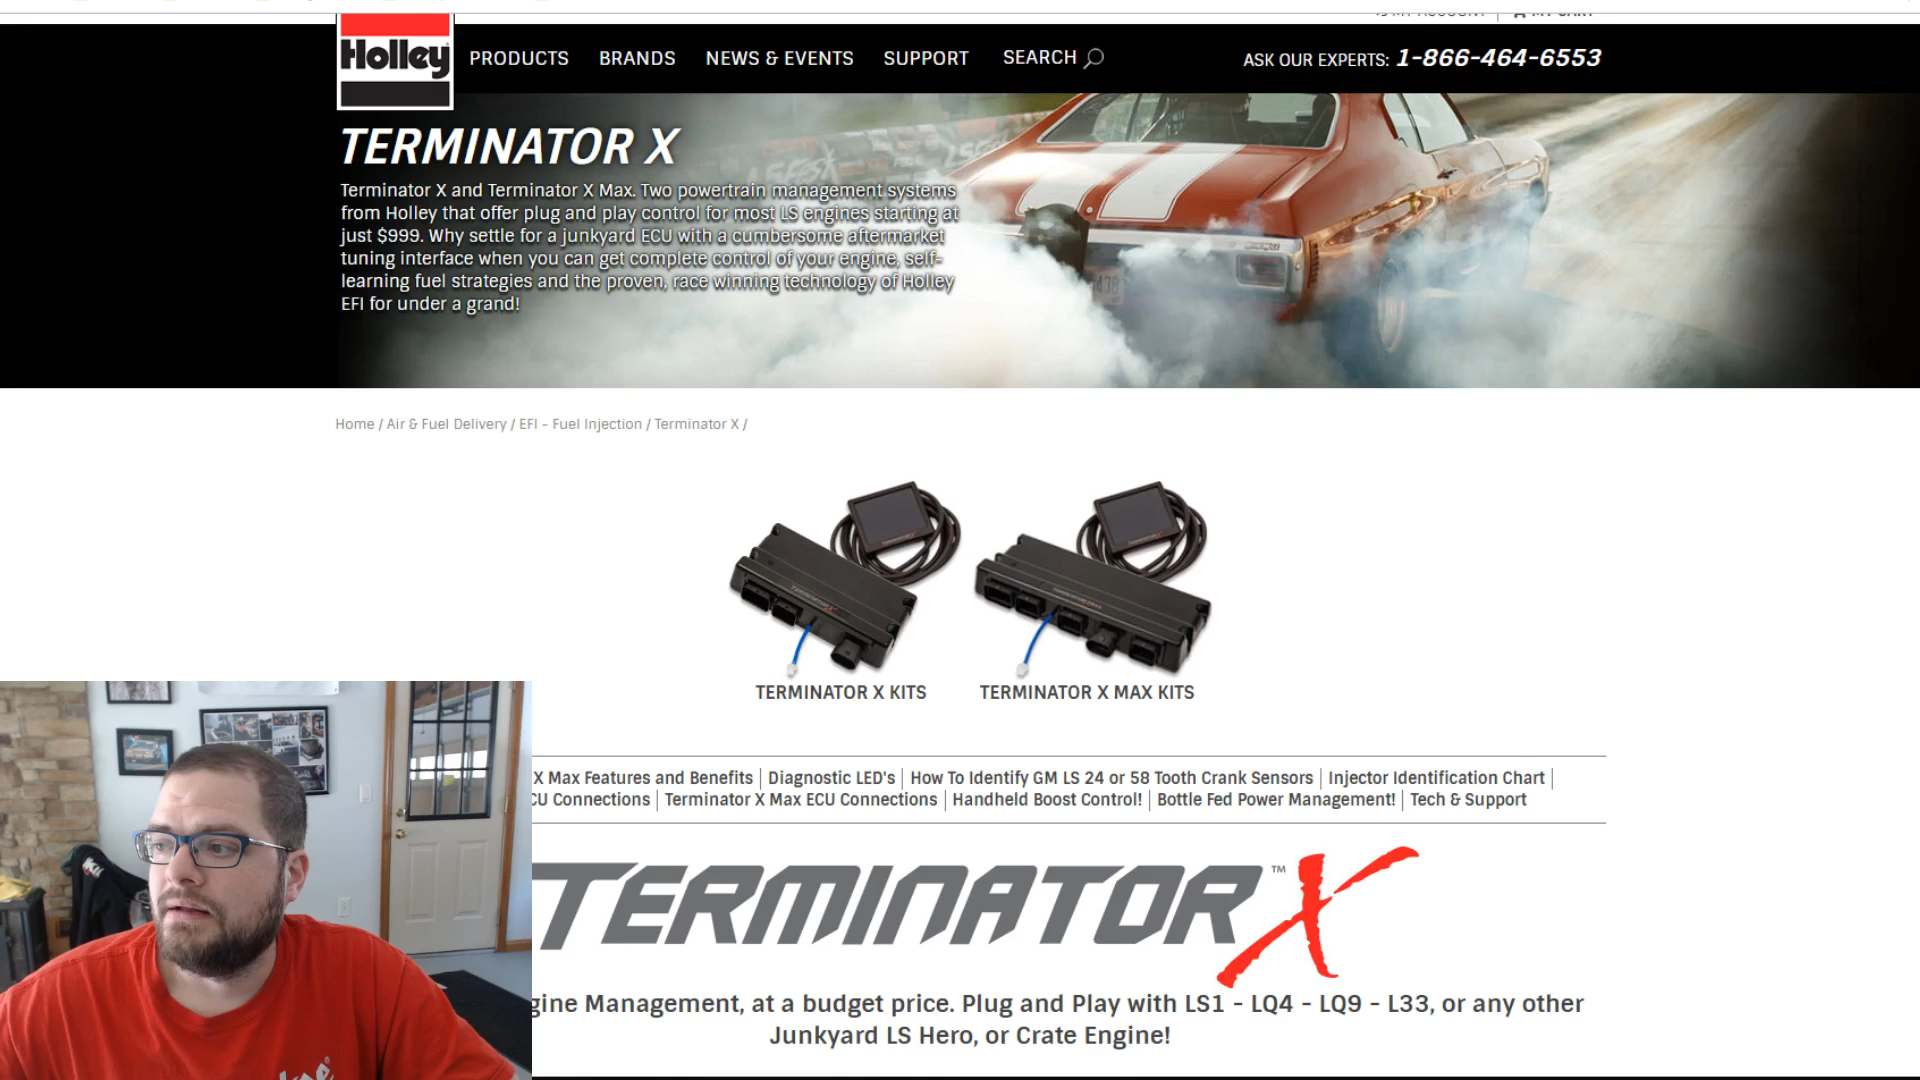 Holley
PRODUCTS BRANDS NEWS & EVENTS SUPPORT SEARCH ASK OUR EXPERTS: 1-866-464-6553
TERMINATOR X
Terminator X and Terminator X Max. Two powertrain management systems
from Holley that offer plug and play control for most LS engines starting at
just $999. Why settle for a junkyard ECU with a cumbersome aftermarket
tuning interface when you can get complete control of your engine, self-
learning fuel strategies and the proven, race winning technology of Holley
EFI for under a grand!
Home / Air & Fuel Delivery / EFI - Fuel Injection / Terminator X /
TERMINATOR X KITS TERMINATOR X MAX KITS
X Max Features and Benefits | Diagnostic LED's | How To Identify GM LS 24 or 58 Tooth Crank Sensors | Injector Identification Chart |
CU Connections | Terminator X Max ECU Connections | Handheld Boost Control! | Bottle Fed Power Management! | Tech & Support
TERMINATOR X ™
gine Management, at a budget price. Plug and Play with LS1 - LQ4 - LQ9 - L33, or any other
Junkyard LS Hero, or Crate Engine!